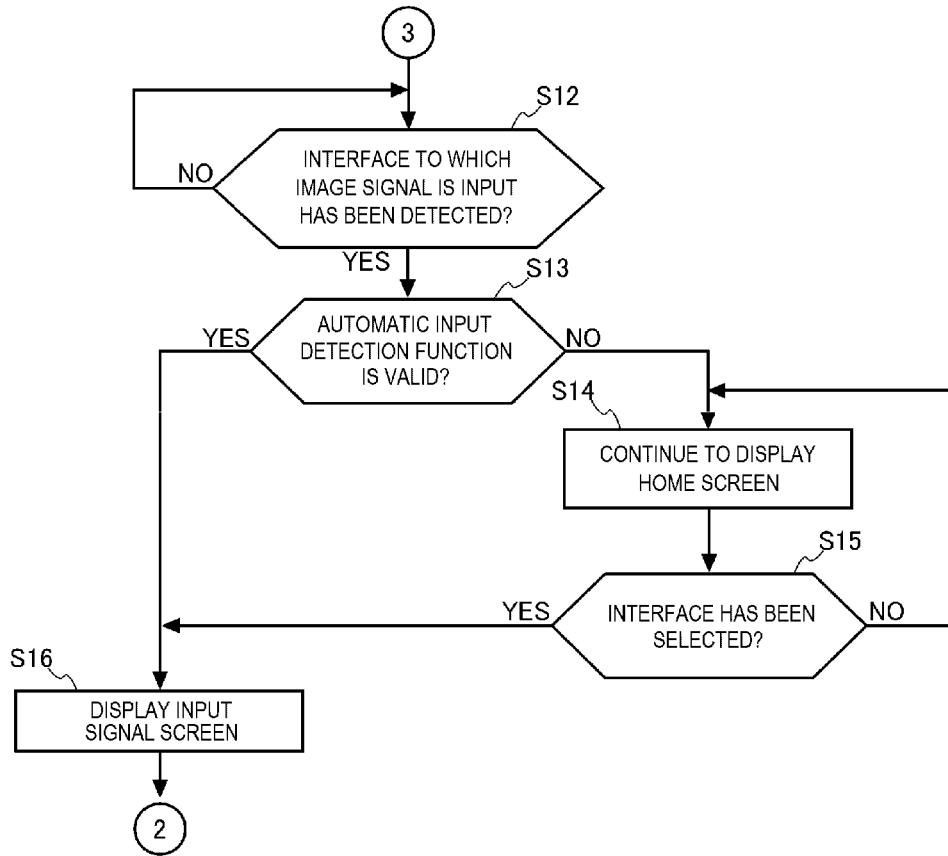 3
S12
INTERFACE TO WHICH
IMAGE SIGNAL IS INPUT
HAS BEEN DETECTED?
NO
YES
S13
AUTOMATIC INPUT
DETECTION FUNCTION
IS VALID?
YES
NO
S14
CONTINUE TO DISPLAY
HOME SCREEN
S15
INTERFACE HAS BEEN
SELECTED?
YES
NO
S16
DISPLAY INPUT
SIGNAL SCREEN
2